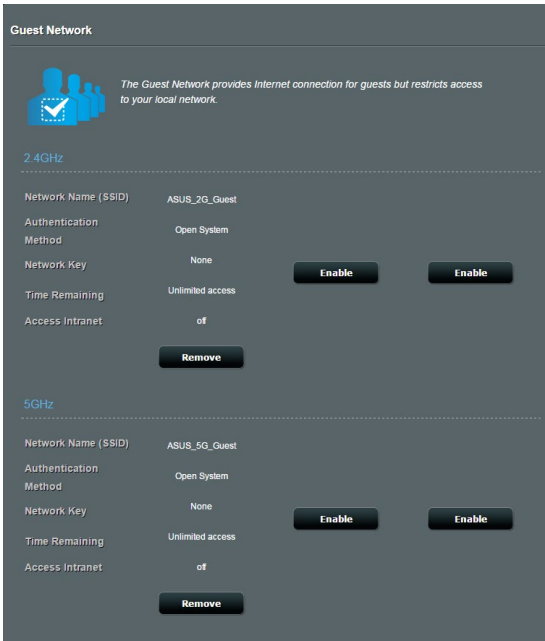 Guest Network
The Guest Network provides Internet connection for guests but restricts access
to your local network.
2.4GHz
Network Name (SSID) ASUS_2G_Guest
Authentication
Method Open System
Network Key None
Enable Enable
Time Remaining Unlimited access
Access Intranet off
Remove
5GHz
Network Name (SSID) ASUS_5G_Guest
Authentication
Method Open System
Network Key None
Enable Enable
Time Remaining Unlimited access
Access Intranet off
Remove